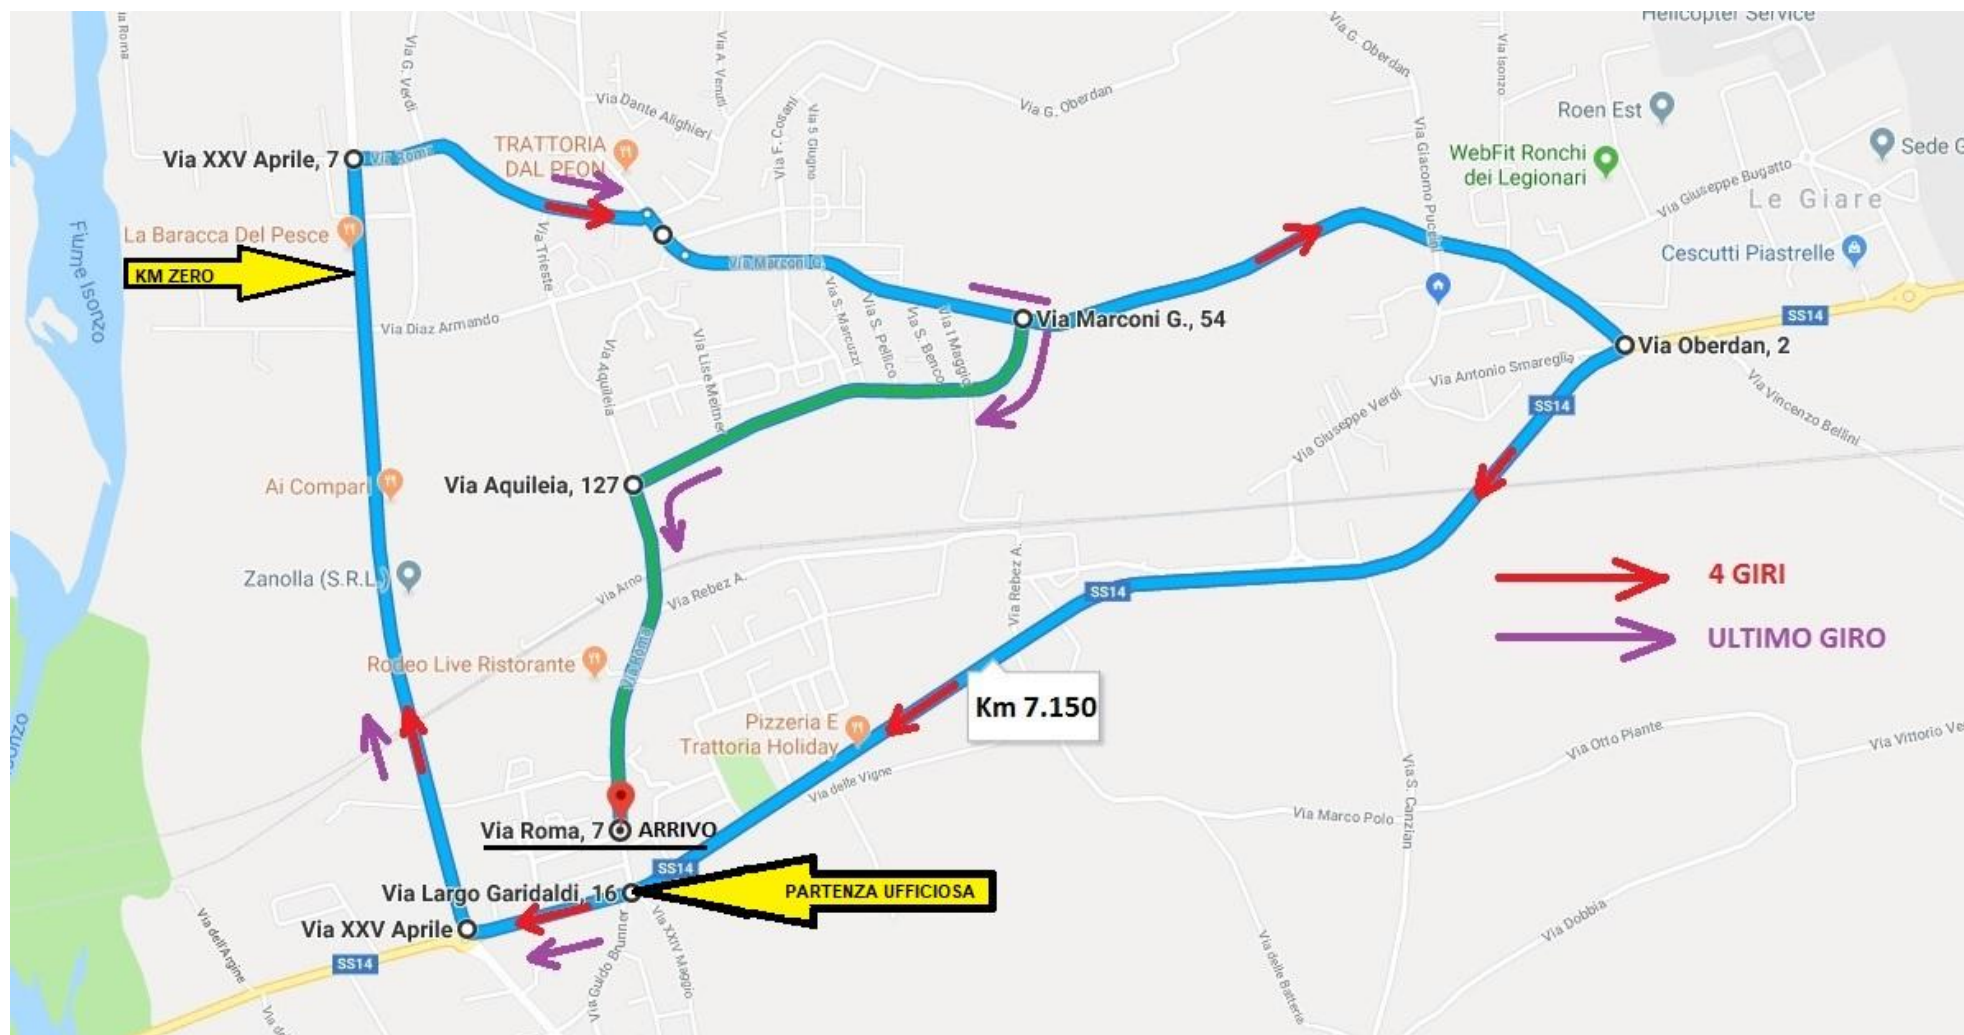 Helicopter Service
Via Roma
Via G. Verdi
Via A. Venuti
Via G. Oberdan
Via Isonzo
Via Dante Alighieri
Via F. Cosani
Via 5 Giugno
Via G. Oberdan
Roen Est
Via Giacomo Puccini
TRATTORIA
DAL PEON
WebFit Ronchi
dei Legionari
Sede G
Via XXV Aprile, 7
Via Roma
Via Giuseppe Bugatto
Le Giare
La Baracca Del Pesce
Fiume Isonzo
Via Trieste
Cescutti Piastrelle
KM ZERO
Via Marconi G.
Via Diaz Armando
Via S. Marcuzzi
Via S. Pellico
Via S. Benco
Via I Maggio
Via Marconi G., 54
SS14
Via Oberdan, 2
Via Aquileia
Via Lise Meitner
Via Antonio Smareglia
SS14
Via Giuseppe Verdi
Via Vincenzo Bellini
Ai Compari
Via Aquileia, 127
Zanolla (S.R.L.)
Via Arno
Via Rebez A.
Via Rebez A.
SS14
4 GIRI
ULTIMO GIRO
Rodeo Live Ristorante
Via Roma
Km 7.150
Pizzeria E
Trattoria Holiday
onzo
Via delle Vigne
Via Otto Piante
Via Vittorio Ve
Via S. Canzian
Via Marco Polo
Via Roma, 7
ARRIVO
SS14
Via Largo Garidaldi, 16
PARTENZA UFFICIOSA
Via XXV Aprile
Via dell'Argine
SS14
Via Guido Brunner
Via XXIV Maggio
Via delle Batteria
Via Dobbia